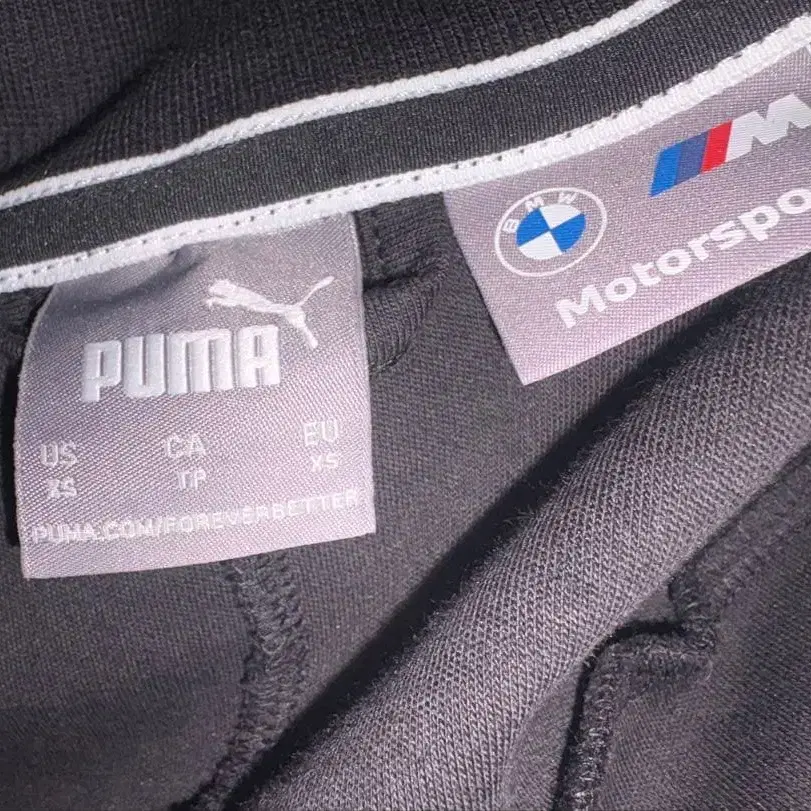 PUMA
US CA EU
XS TP XS
PUMA.COM/FOREVERBETTER
BMW
M
Motorspo